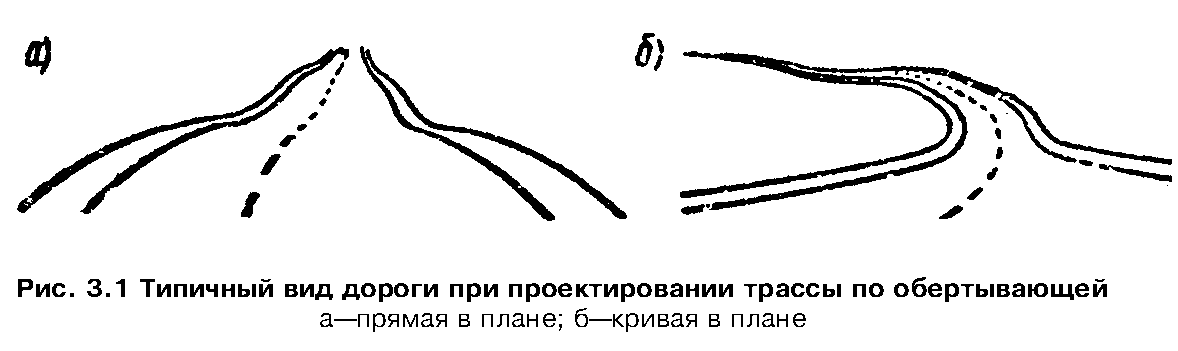 а) б)
Рис. 3.1 Типичный вид дороги при проектировании трассы по обертывающей
а—прямая в плане; б—кривая в плане